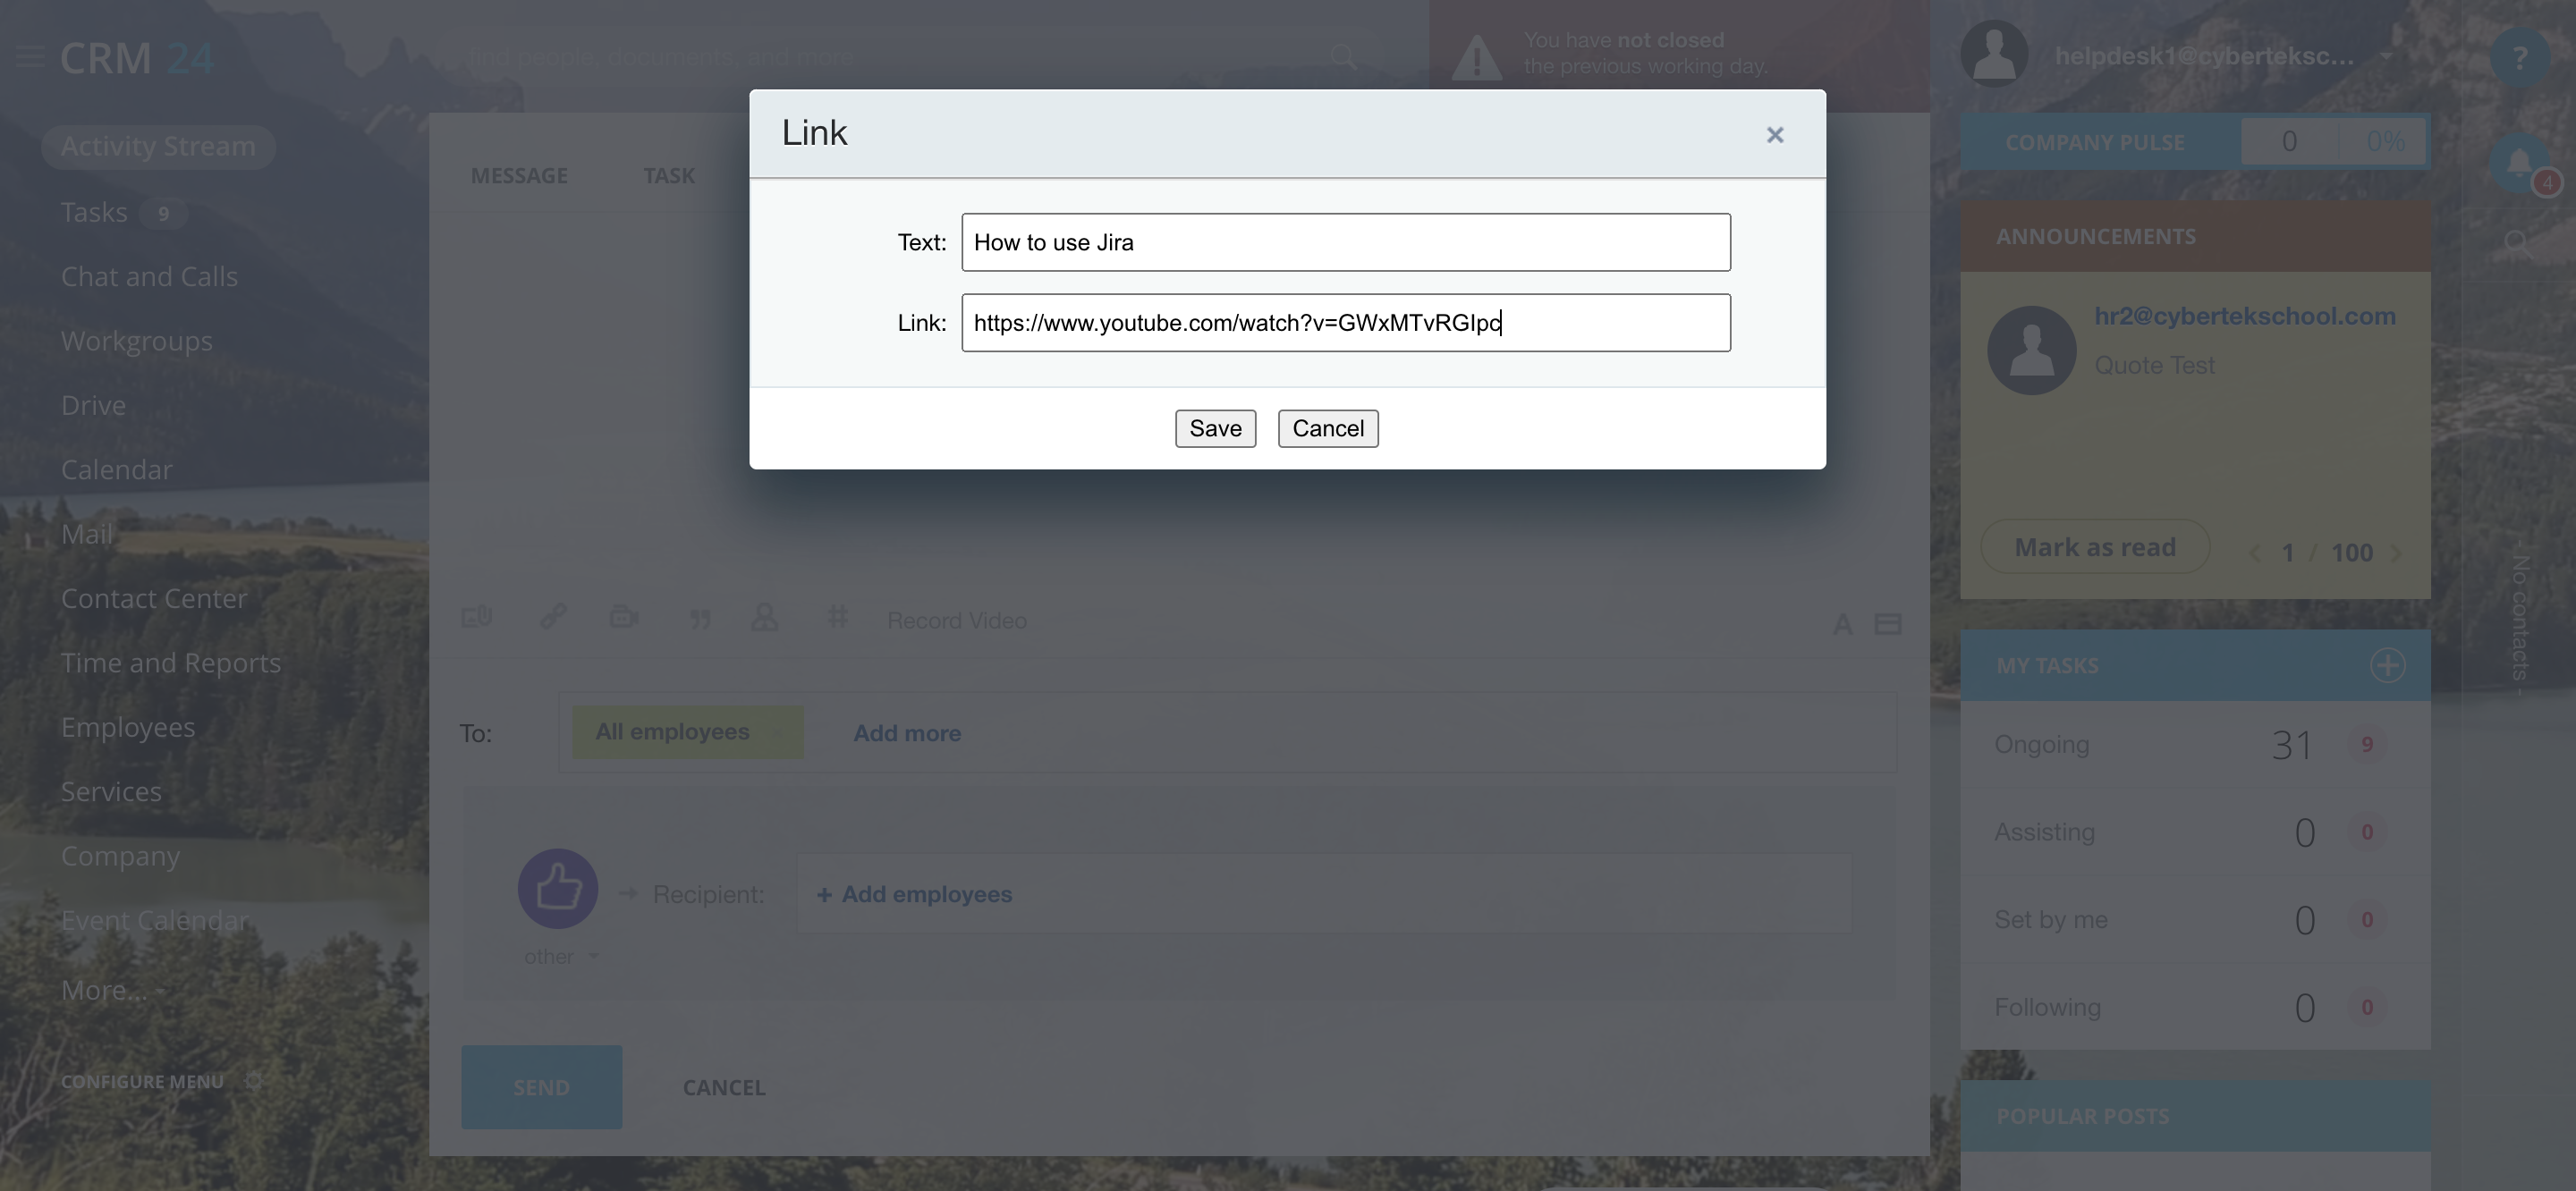 CRM 24
find people, documents, and more
You have not closed
the previous working day.
helpdesk1@cyberteksc...
?
Activity Stream
Tasks 9
Chat and Calls
Workgroups
Drive
Calendar
Mail
Contact Center
Time and Reports
Employees
Services
Company
Event Calendar
More...
CONFIGURE MENU
MESSAGE TASK
Link
×
Text: How to use Jira
Link: https://www.youtube.com/watch?v=GWxMTvRGIpc
Save Cancel
Record Video
A
To: All employees Add more
Recipient: + Add employees
other
SEND CANCEL
COMPANY PULSE 0 0%
4
ANNOUNCEMENTS
hr2@cybertekschool.com
Quote Test
Mark as read 1 / 100
MY TASKS
Ongoing 31 9
Assisting 0 0
Set by me 0 0
Following 0 0
POPULAR POSTS
- No contacts -